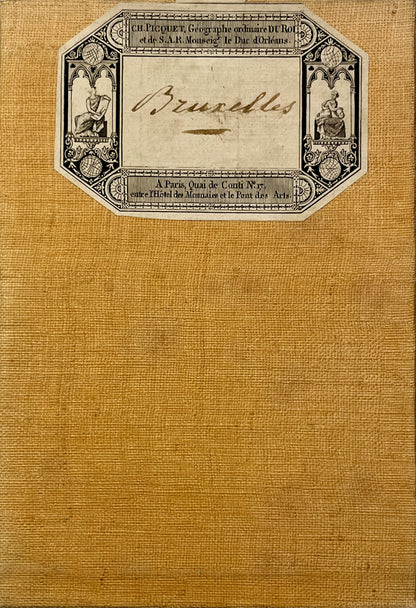 CH. PICQUET, Géographe ordinaire DU ROI
et de S.A.R. Monseigr. le Duc d'Orléans.
Bruxelles
À Paris, Quai de Conti No. 17,
entre l'Hôtel des Monnaies et le Pont des Arts.